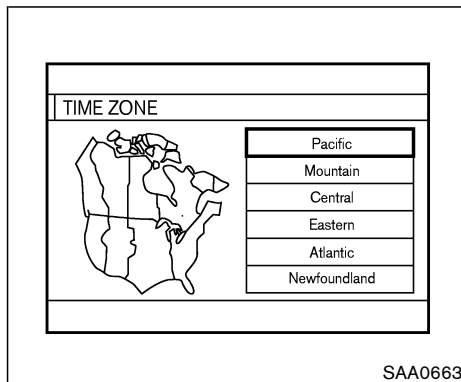 TIME ZONE
Pacific
Mountain
Central
Eastern
Atlantic
Newfoundland
SAA0663